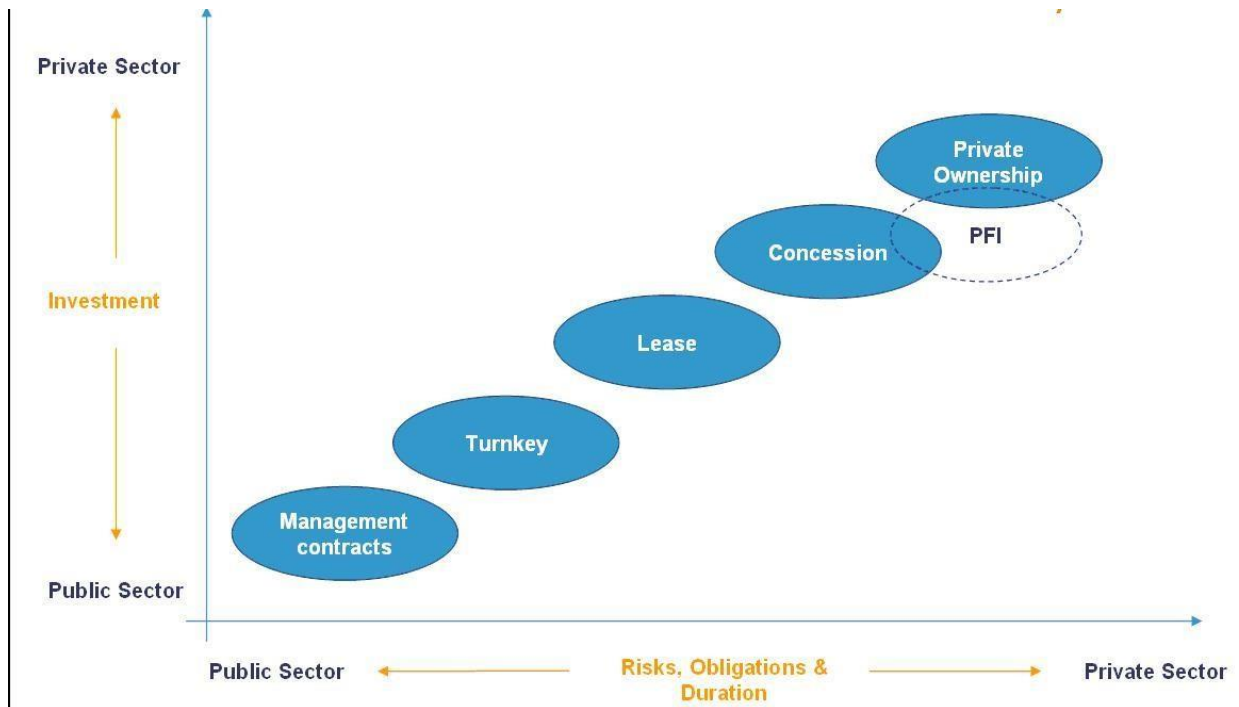 Private Sector
Private
Ownership
PFI
Concession
Investment
Lease
Turnkey
Management
contracts
Public Sector
Public Sector
Risks, Obligations &
Duration
Private Sector